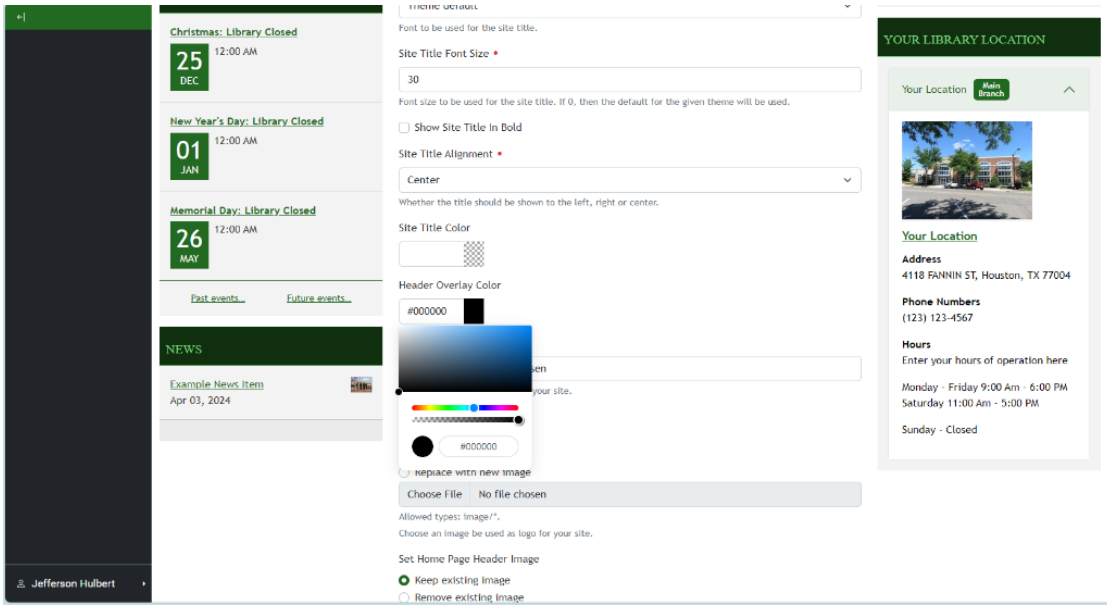 Jefferson Hulbert
Christmas: Library Closed
25
DEC
12:00 AM
New Year's Day: Library Closed
01
JAN
12:00 AM
Memorial Day: Library Closed
26
MAY
12:00 AM
Past events...
Future events...
NEWS
Example News Item
Apr 03, 2024
Theme default
Font to be used for the site title.
Site Title Font Size •
30
Font size to be used for the site title. If 0, then the default for the given theme will be used.
Show Site Title In Bold
Site Title Alignment •
Center
Whether the title should be shown to the left, right or center.
Site Title Color
Header Overlay Color
#000000
your site.
#000000
Replace with new image
Choose File No file chosen
Allowed types: image/*.
Choose an image be used as logo for your site.
Set Home Page Header Image
Keep existing image
Remove existing image
YOUR LIBRARY LOCATION
Your Location
Main
Branch
Your Location
Address
4118 FANNIN ST, Houston, TX 77004
Phone Numbers
(123) 123-4567
Hours
Enter your hours of operation here
Monday - Friday 9:00 Am - 6:00 PM
Saturday 11:00 Am - 5:00 PM
Sunday - Closed